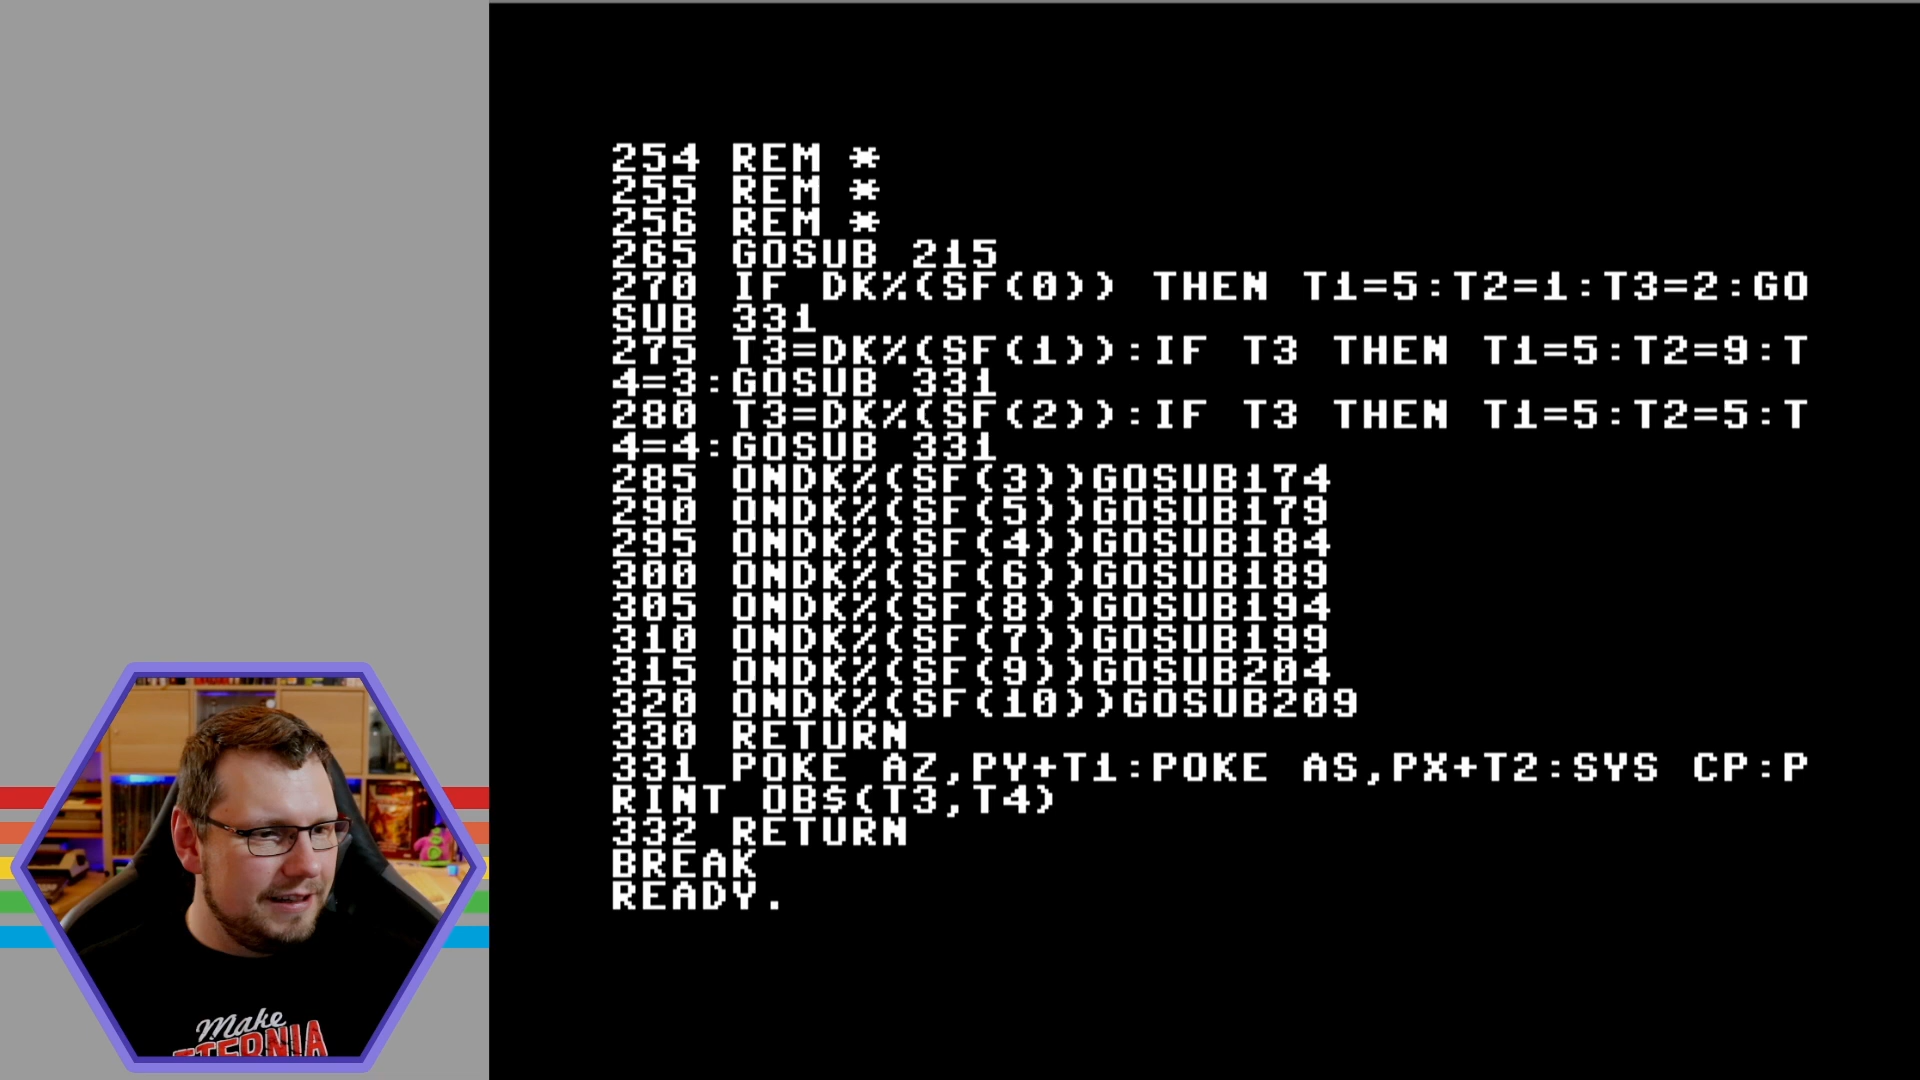 254 REM *
255 REM *
256 REM *
265 GOSUB 215
270 IF DK%(SF(0)) THEN T1=5:T2=1:T3=2:GO
SUB 331
275 T3=DK%(SF(1)):IF T3 THEN T1=5:T2=9:T
4=3:GOSUB 331
280 T3=DK%(SF(2)):IF T3 THEN T1=5:T2=5:T
4=4:GOSUB 331
285 ONDK%(SF(3))GOSUB174
290 ONDK%(SF(5))GOSUB179
295 ONDK%(SF(4))GOSUB184
300 ONDK%(SF(6))GOSUB189
305 ONDK%(SF(8))GOSUB194
310 ONDK%(SF(7))GOSUB199
315 ONDK%(SF(9))GOSUB204
320 ONDK%(SF(10))GOSUB209
330 RETURN
331 POKE AZ,PY+T1:POKE AS,PX+T2:SYS CP:P
RINT OB$(T3,T4)
332 RETURN
BREAK
READY.
Make
ETERNIA